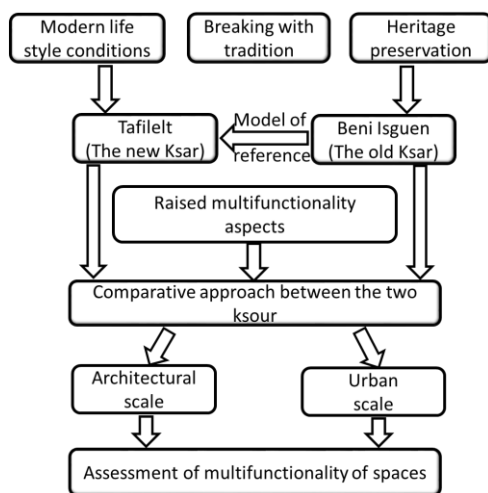 Modern life
style conditions
Breaking with
tradition
Heritage
preservation
Tafilelt
(The new Ksar)
Model of
reference
Beni Isguen
(The old Ksar)
Raised multifunctionality
aspects
Comparative approach between the two
ksour
Architectural
scale
Urban
scale
Assessment of multifunctionality of spaces